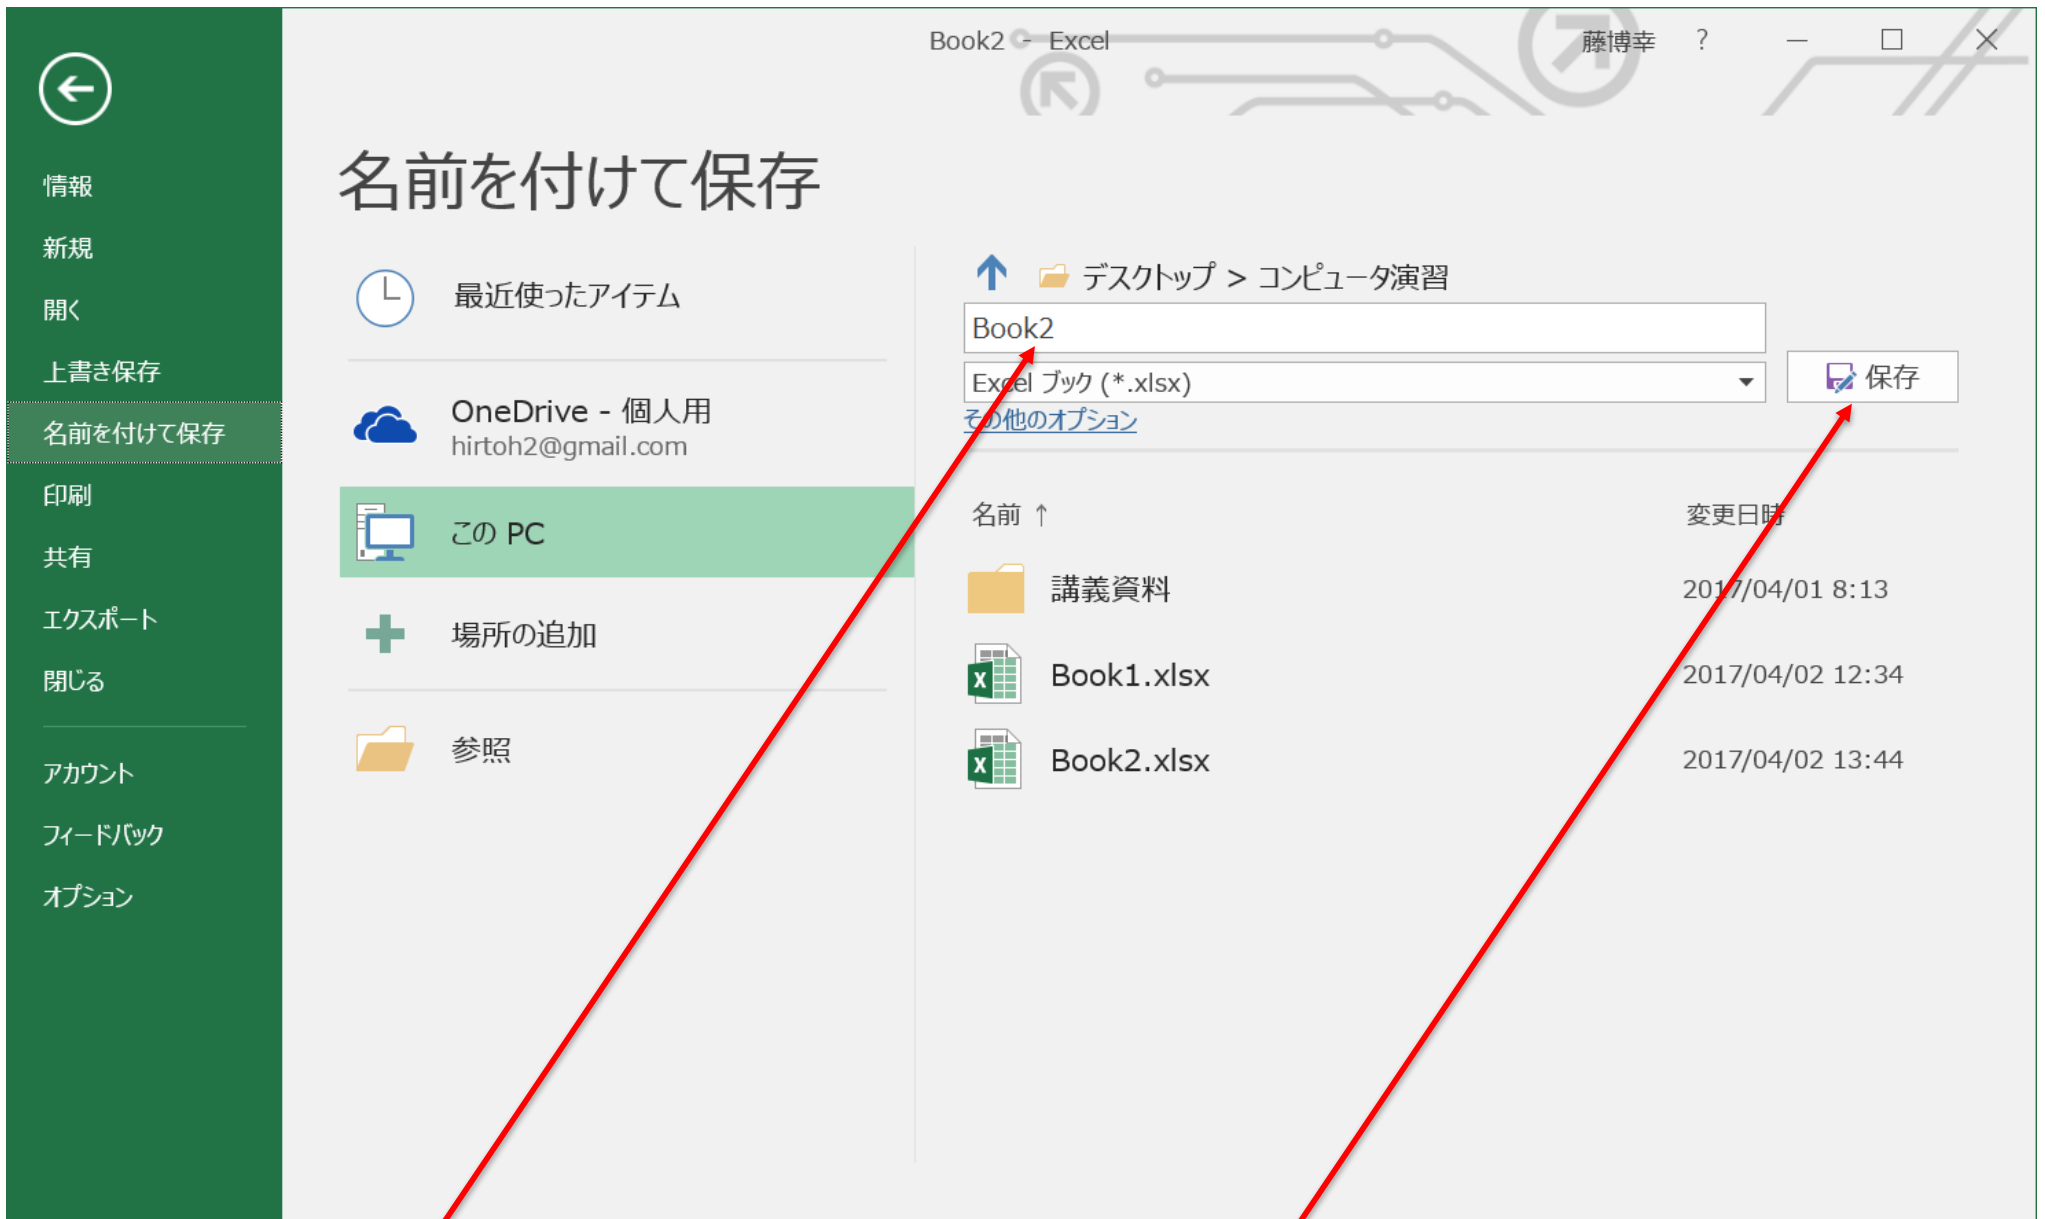 Book2 - Excel
藤博幸
?
情報
新規
開く
上書き保存
名前を付けて保存
印刷
共有
エクスポート
閉じる
アカウント
フィードバック
オプション
名前を付けて保存
最近使ったアイテム
OneDrive - 個人用
hirtoh2@gmail.com
この PC
場所の追加
参照
デスクトップ > コンピュータ演習
Book2
Excel ブック (*.xlsx)
保存
その他のオプション
名前 ↑ 変更日時
講義資料 2017/04/01 8:13
Book1.xlsx 2017/04/02 12:34
Book2.xlsx 2017/04/02 13:44